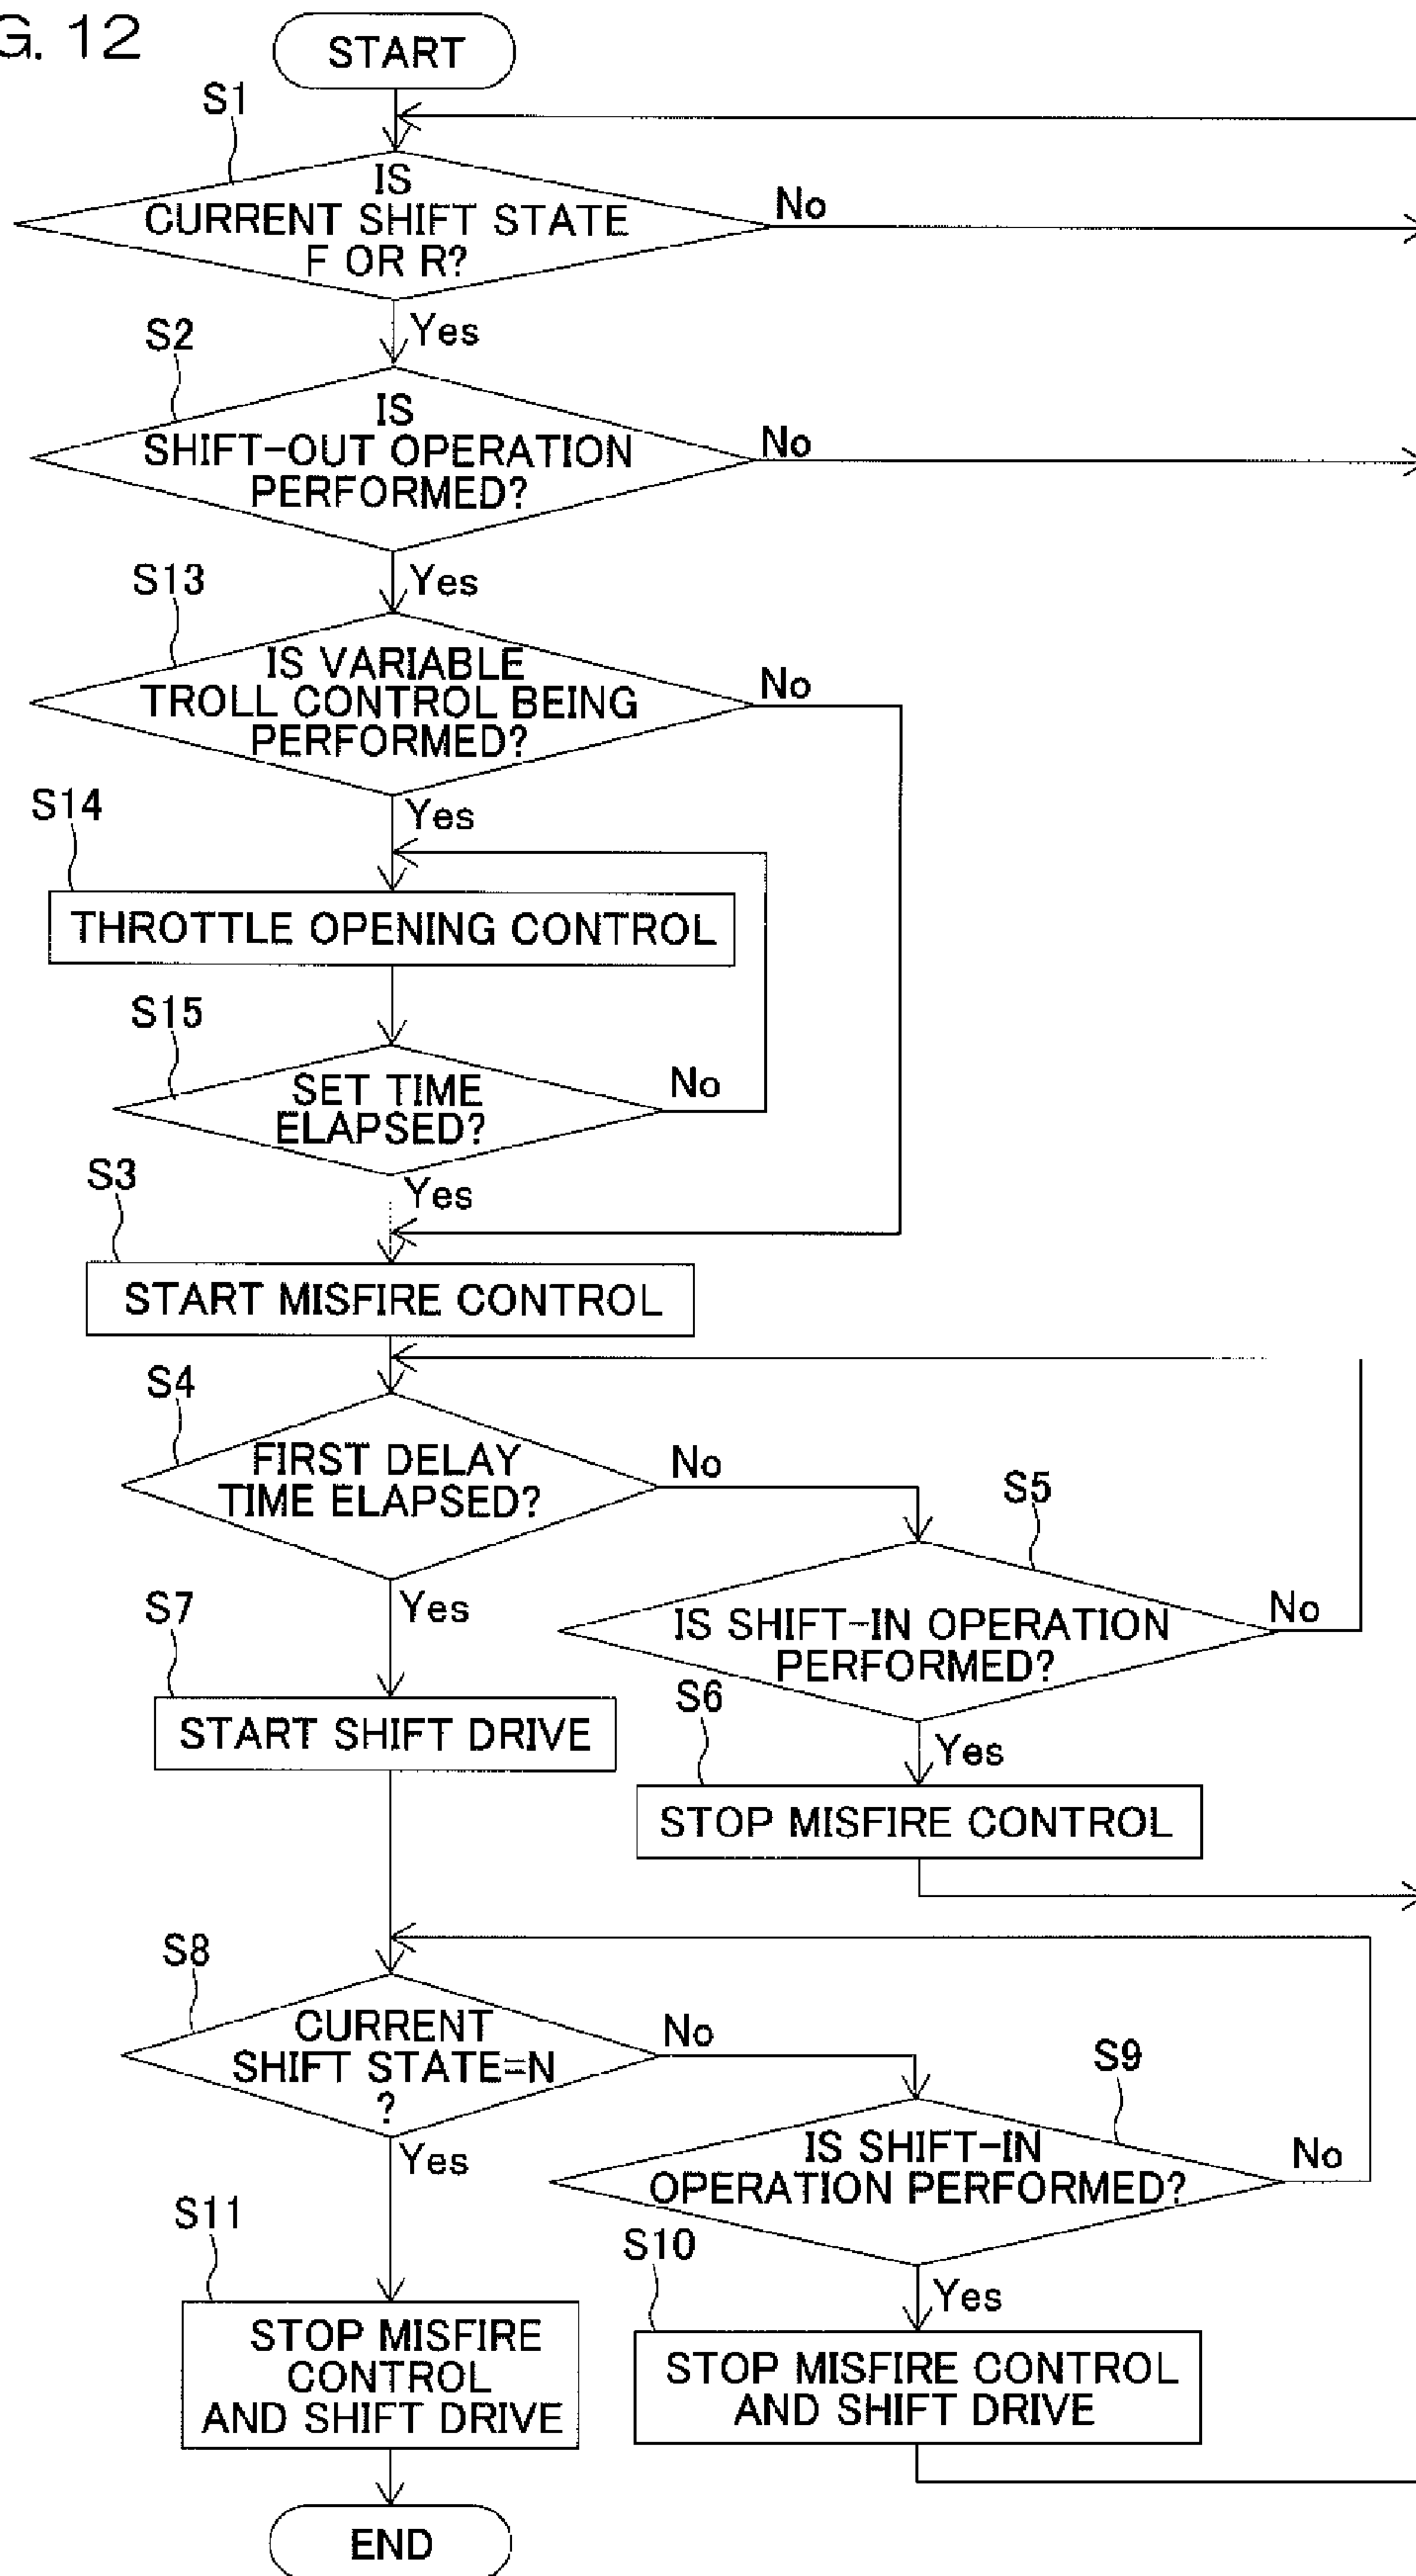 G. 12
START
S1
IS
CURRENT SHIFT STATE
F OR R?
No
Yes
S2
IS
SHIFT-OUT OPERATION
PERFORMED?
No
Yes
S13
IS VARIABLE
TROLL CONTROL BEING
PERFORMED?
No
Yes
S14
THROTTLE OPENING CONTROL
S15
SET TIME
ELAPSED?
No
Yes
S3
START MISFIRE CONTROL
S4
FIRST DELAY
TIME ELAPSED?
No
Yes
S5
IS SHIFT-IN OPERATION
PERFORMED?
No
Yes
S6
STOP MISFIRE CONTROL
S7
START SHIFT DRIVE
S8
CURRENT
SHIFT STATE=N
?
No
Yes
S9
IS SHIFT-IN
OPERATION PERFORMED?
No
Yes
S10
STOP MISFIRE CONTROL
AND SHIFT DRIVE
S11
STOP MISFIRE
CONTROL
AND SHIFT DRIVE
END